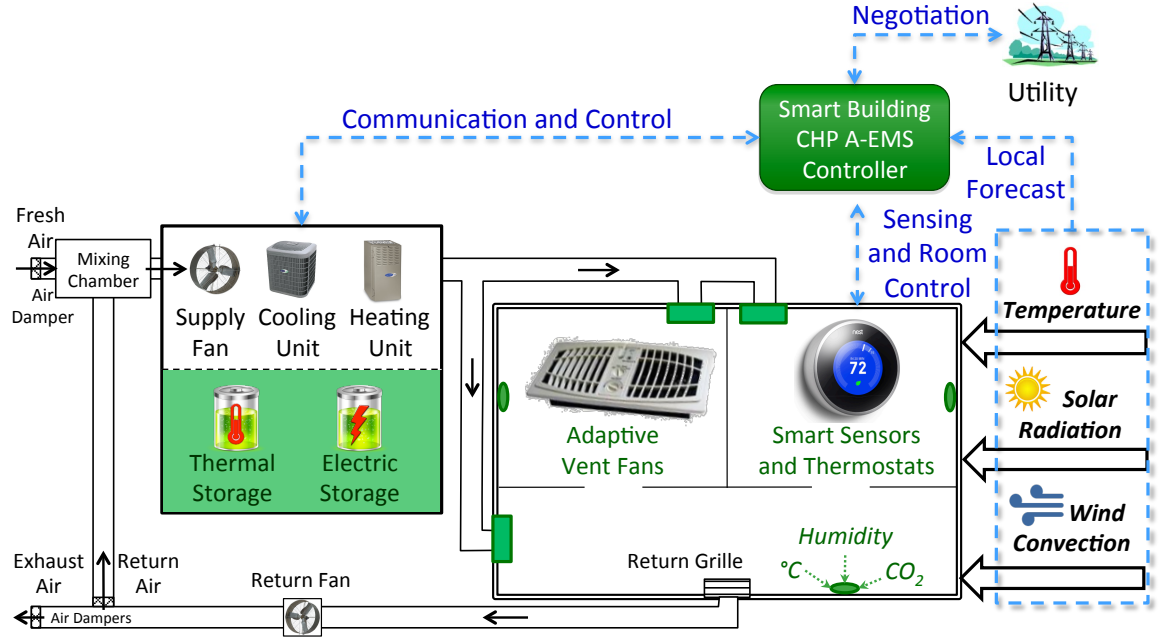 Negotiation
Utility
Communication and Control
Smart Building
CHP A-EMS
Controller
Local
Forecast
Sensing
and Room
Control
Fresh
Air
Mixing
Chamber
Air
Damper
Supply
Fan
Cooling
Unit
Heating
Unit
Thermal
Storage
Electric
Storage
nest
72
Adaptive
Vent Fans
Smart Sensors
and Thermostats
Temperature
Solar
Radiation
Wind
Convection
Humidity
°C
CO2
Return Grille
Exhaust
Air
Return
Air
Return Fan
Air Dampers